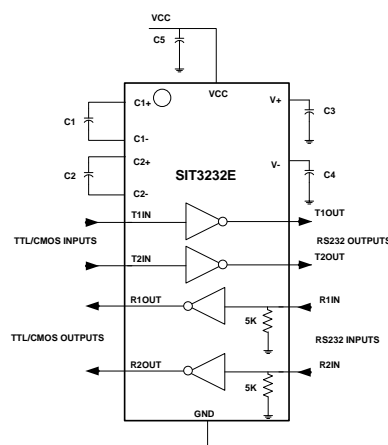 VCC
C5
VCC
C1+
V+
C1
C3
C1-
C2+
V-
C2
SIT3232E
C4
C2-
T1IN
T1OUT
TTL/CMOS INPUTS
RS232 OUTPUTS
T2IN
T2OUT
R1OUT
R1IN
5K
TTL/CMOS OUTPUTS
RS232 INPUTS
R2OUT
R2IN
5K
GND